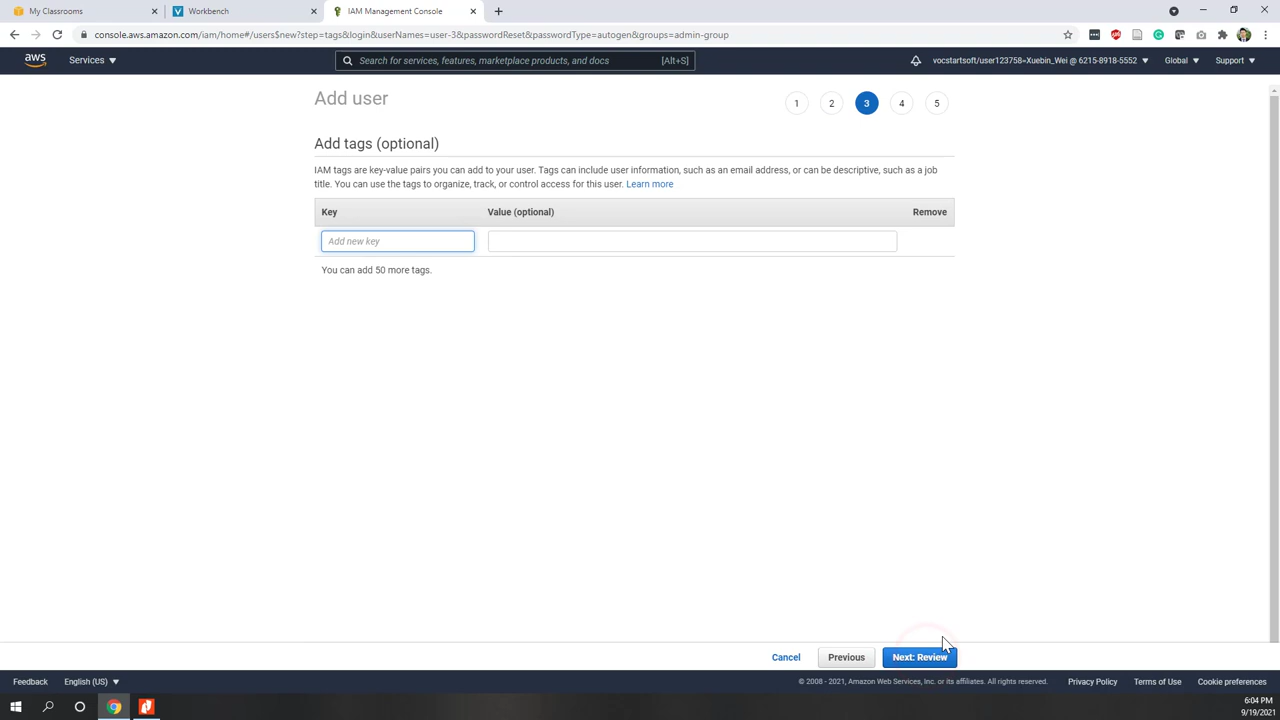 My Classrooms
Workbench
IAM Management Console
console.aws.amazon.com/iam/home#/users$new?step=tags&login&userNames=user-3&passwordReset&passwordType=autogen&groups=admin-group
aws
Services
Search for services, features, marketplace products, and docs
[Alt+S]
vocstartsoft/user123758=Xuebin_Wei @ 6215-8918-5552
Global
Support
Add user
1
2
3
4
5
Add tags (optional)
IAM tags are key-value pairs you can add to your user. Tags can include user information, such as an email address, or can be descriptive, such as a job
title. You can use the tags to organize, track, or control access for this user. Learn more
Key
Value (optional)
Remove
Add new key
You can add 50 more tags.
Cancel
Previous
Next: Review
Feedback
English (US)
© 2008 - 2021, Amazon Web Services, Inc. or its affiliates. All rights reserved.
Privacy Policy
Terms of Use
Cookie preferences
6:04 PM
9/19/2021